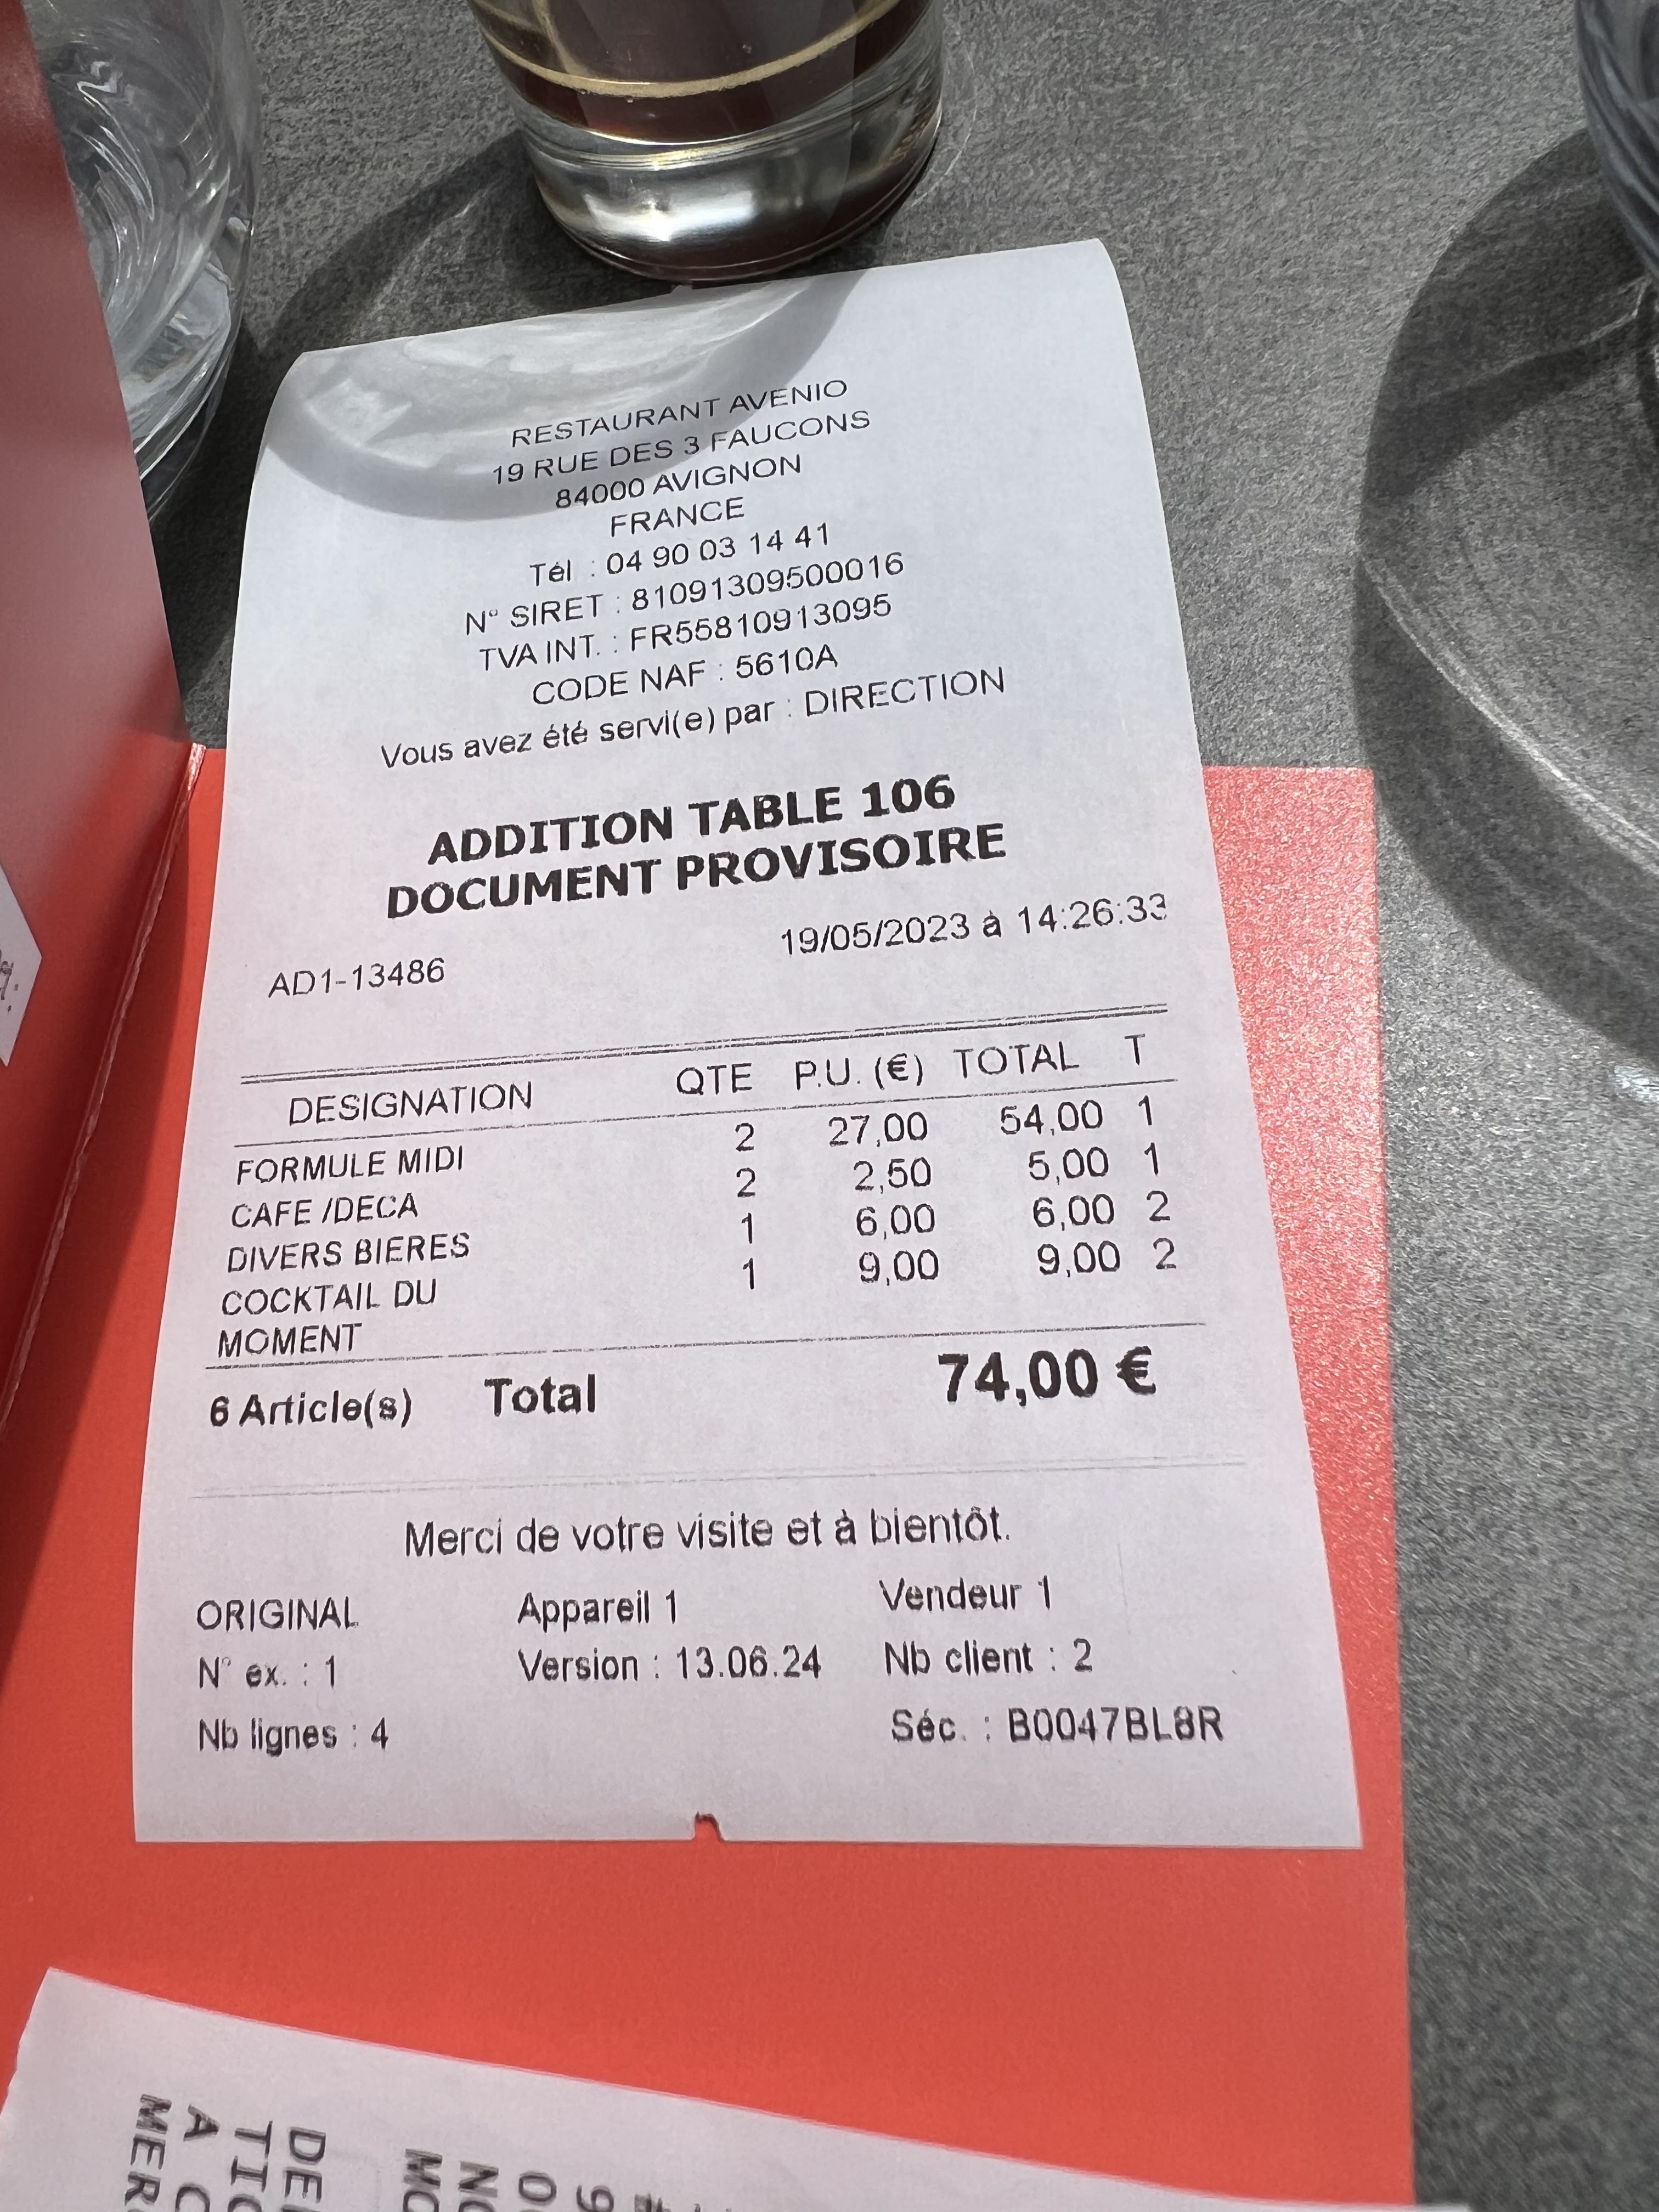 RESTAURANT AVENIO
19 RUE DES 3 FAUCONS
84000 AVIGNON
FRANCE
Tél : 04 90 03 14 41
N° SIRET : 81091309500016
TVA INT. : FR55810913095
CODE NAF : 5610A
Vous avez été servi(e) par : DIRECTION
ADDITION TABLE 106
DOCUMENT PROVISOIRE
19/05/2023 à 14:26:33
AD1-13486
DESIGNATION QTE P.U. (€) TOTAL T
FORMULE MIDI 2 27,00 54,00 1
CAFE /DECA 2 2,50 5,00 1
DIVERS BIERES 1 6,00 6,00 2
COCKTAIL DU 1 9,00 9,00 2
MOMENT
6 Article(s) Total 74,00 €
Merci de votre visite et à bientôt.
ORIGINAL Appareil 1 Vendeur 1
N° ex. : 1 Version : 13.06.24 Nb client : 2
Nb lignes : 4 Séc. : B0047BL8R